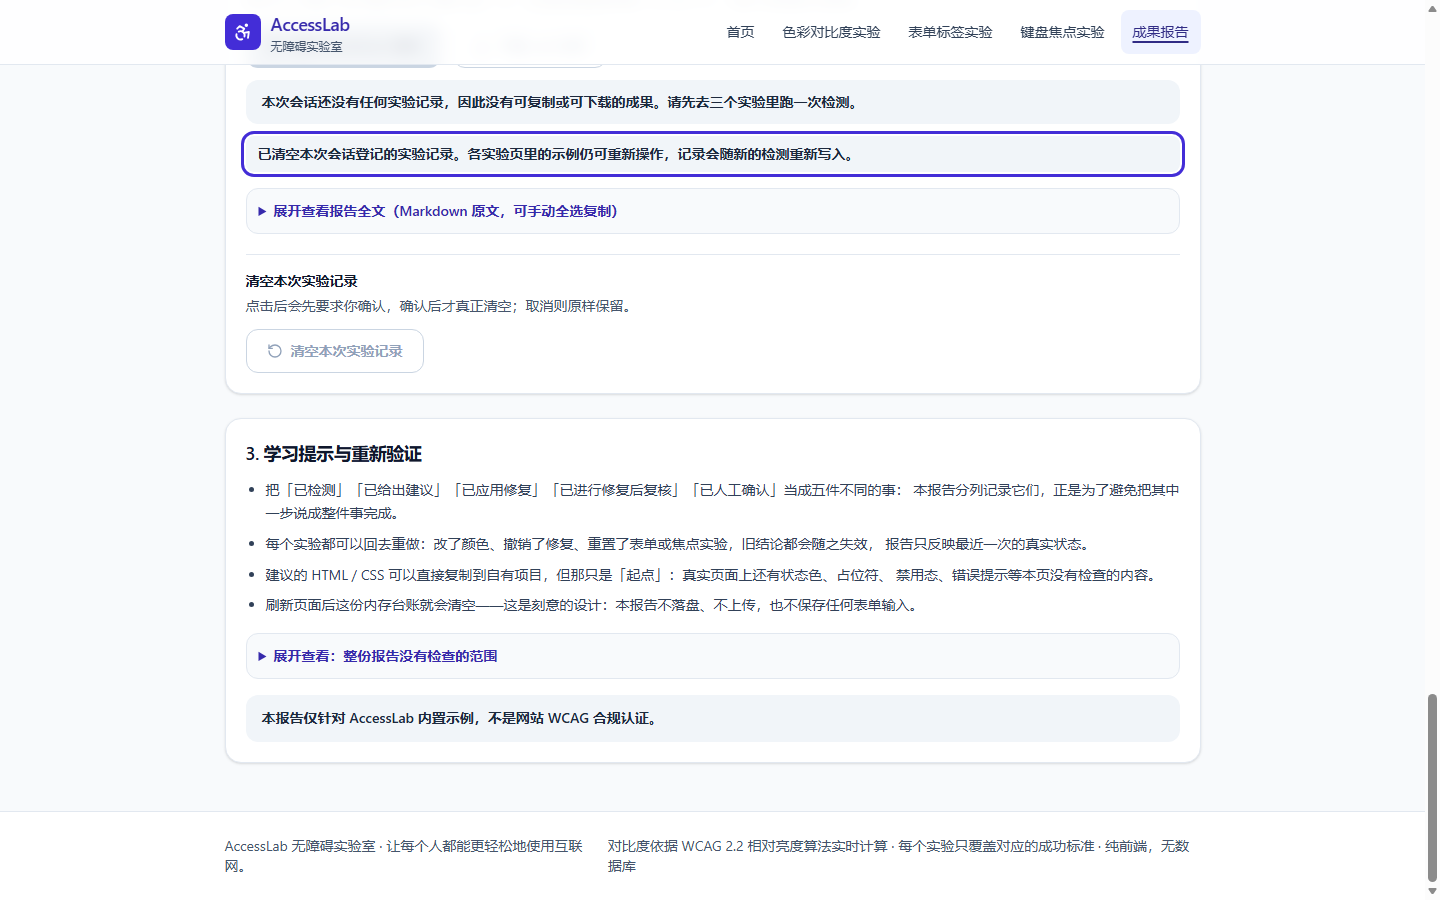 AccessLab
无障碍实验室
首页
色彩对比度实验
表单标签实验
键盘焦点实验
成果报告
本次会话还没有任何实验记录，因此没有可复制或可下载的成果。请先去三个实验里跑一次检测。
已清空本次会话登记的实验记录。各实验页里的示例仍可重新操作，记录会随新的检测重新写入。
展开查看报告全文（Markdown 原文，可手动全选复制）
清空本次实验记录
点击后会先要求你确认，确认后才真正清空；取消则原样保留。
清空本次实验记录
3. 学习提示与重新验证
把「已检测」「已给出建议」「已应用修复」「已进行修复后复核」「已人工确认」当成五件不同的事： 本报告分列记录它们，正是为了避免把其中
一步说成整件事完成。
每个实验都可以回去重做：改了颜色、撤销了修复、重置了表单或焦点实验，旧结论都会随之失效， 报告只反映最近一次的真实状态。
建议的 HTML / CSS 可以直接复制到自有项目，但那只是「起点」：真实页面上还有状态色、占位符、 禁用态、错误提示等本页没有检查的内容。
刷新页面后这份内存台账就会清空——这是刻意的设计：本报告不落盘、不上传，也不保存任何表单输入。
展开查看：整份报告没有检查的范围
本报告仅针对 AccessLab 内置示例，不是网站 WCAG 合规认证。
AccessLab 无障碍实验室 · 让每个人都能更轻松地使用互联
网。
对比度依据 WCAG 2.2 相对亮度算法实时计算 · 每个实验只覆盖对应的成功标准 · 纯前端，无数
据库